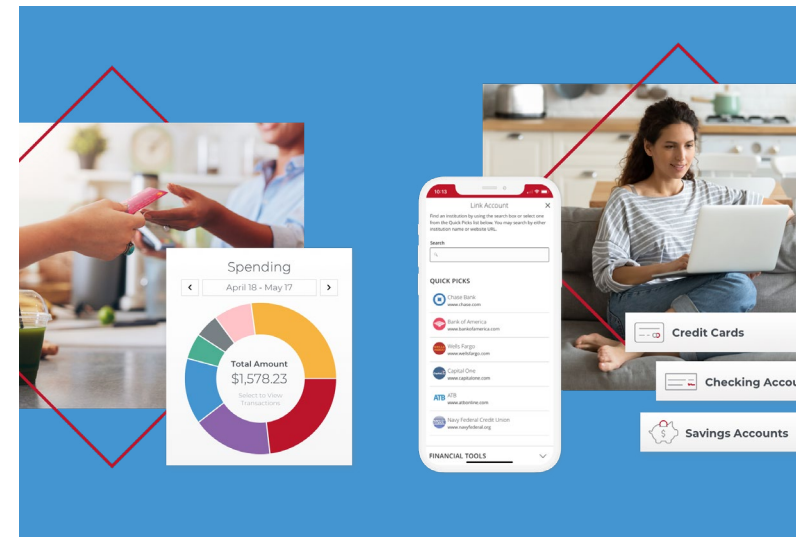 Spending
April 18 - May 17
Total Amount
$1,578.23
Select to View
Transactions
10:13
Link Account
Find an institution by using the search box or select one
from the Quick Picks list below. You may search by either
institution name or website URL.
Search
QUICK PICKS
Chase Bank
www.chase.com
Bank of America
www.bankofamerica.com
Wells Fargo
www.wellsfargo.com
Capital One
www.capitalone.com
ATB
ATB
www.atbonline.com
Navy Federal Credit Union
www.navyfederal.org
FINANCIAL TOOLS
Credit Cards
Checking Accou
Savings Accounts